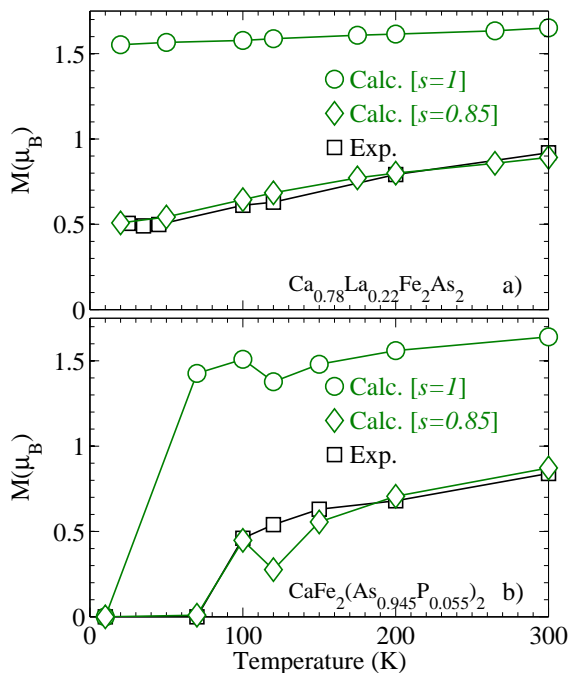 1.5
1
0.5
0
M(μB)
Calc. [s=1]
Calc. [s=0.85]
Exp.
Ca0.78La0.22Fe2As2 a)
1.5
1
0.5
0
M(μB)
Calc. [s=1]
Calc. [s=0.85]
Exp.
CaFe2(As0.945P0.055)2 b)
0 100 200 300
Temperature (K)